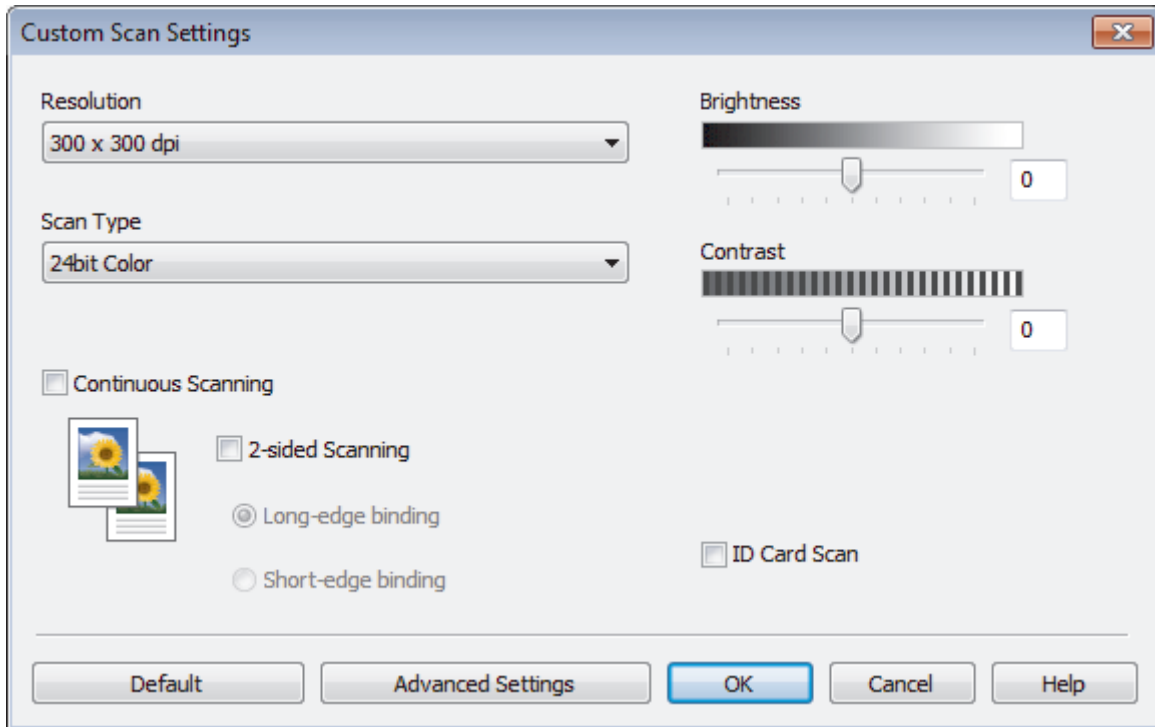 Custom Scan Settings
Resolution
300 x 300 dpi
Scan Type
24bit Color
Brightness
0
Contrast
0
Continuous Scanning
2-sided Scanning
Long-edge binding
Short-edge binding
ID Card Scan
Default
Advanced Settings
OK
Cancel
Help